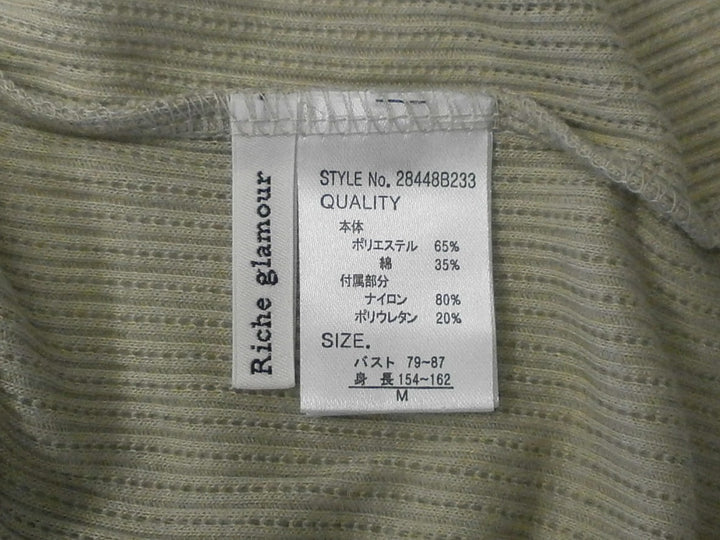 Riche glamour
STYLE No. 28448B233
QUALITY
本体
ポリエステル 65%
綿 35%
付属部分
ナイロン 80%
ポリウレタン 20%
SIZE.
バスト 79~87
身 長 154~162
M